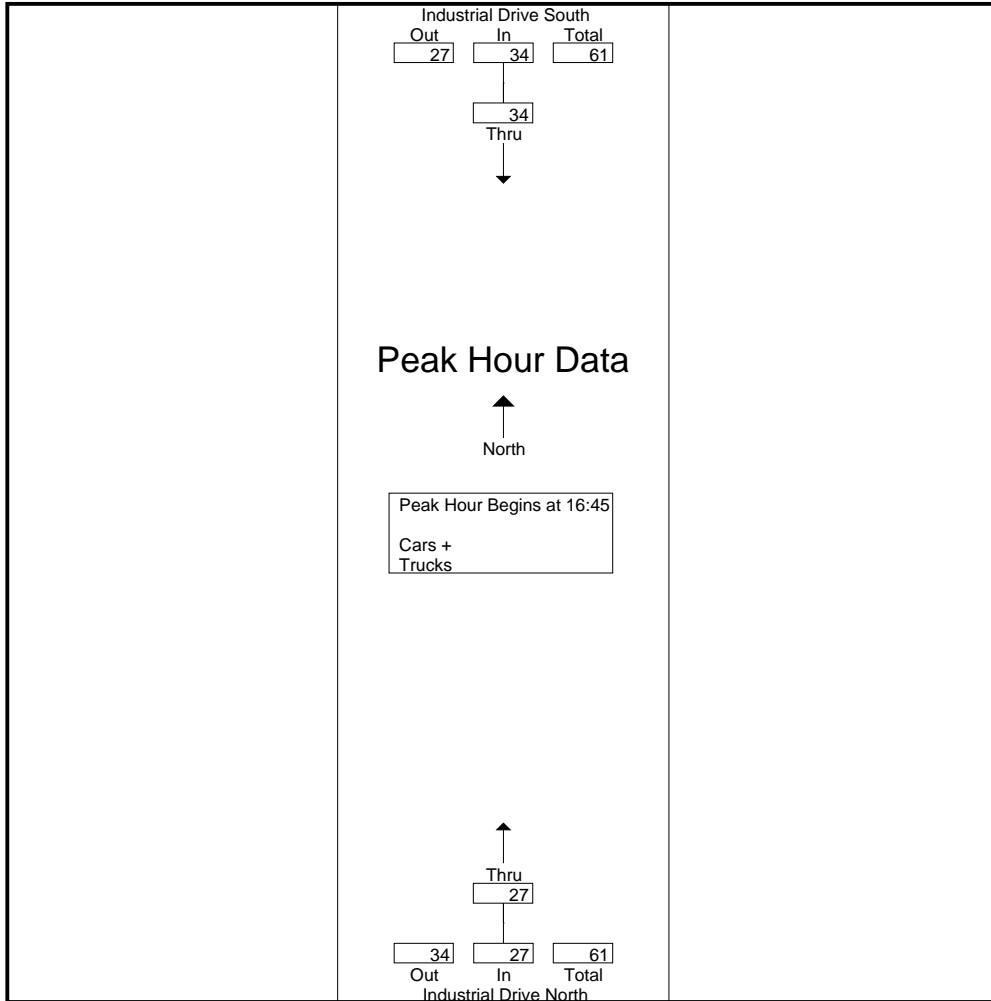 Industrial Drive South
Out In Total
27 34 61
34
Thru
Peak Hour Data
North
Peak Hour Begins at 16:45
Cars +
Trucks
Thru
27
34 27 61
Out In Total
Industrial Drive North